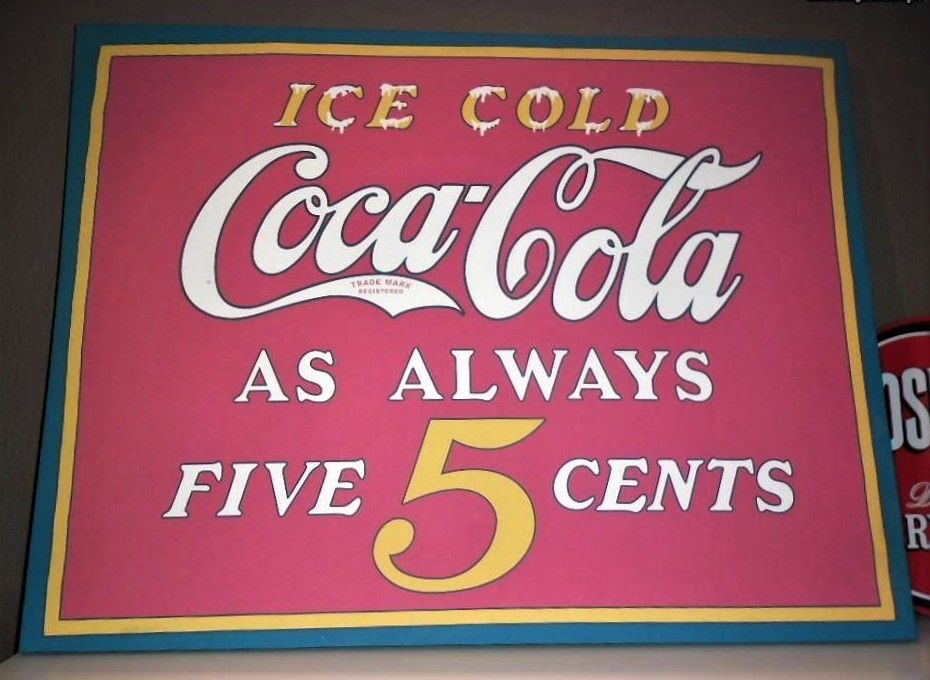 ICE COLD
Coca-Cola
TRADE MARK
REGISTERED
AS ALWAYS
FIVE 5 CENTS